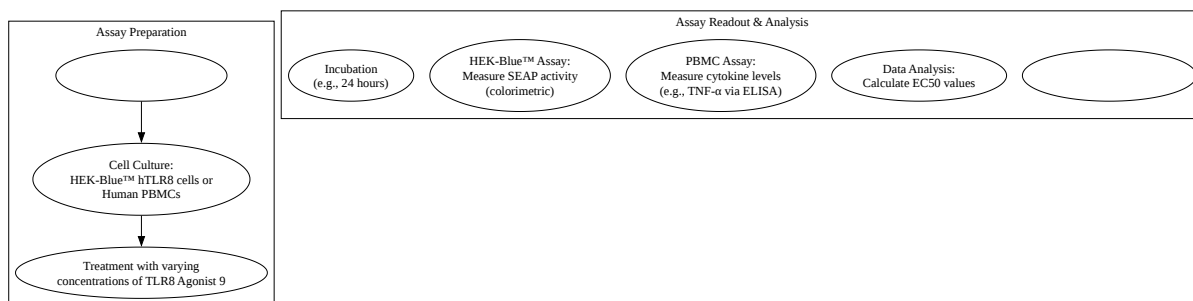 Assay Preparation
Cell Culture:
HEK-Blue™ hTLR8 cells or
Human PBMCs
Treatment with varying
concentrations of TLR8 Agonist 9
Assay Readout & Analysis
Incubation
(e.g., 24 hours)
HEK-Blue™ Assay:
Measure SEAP activity
(colorimetric)
PBMC Assay:
Measure cytokine levels
(e.g., TNF-α via ELISA)
Data Analysis:
Calculate EC50 values